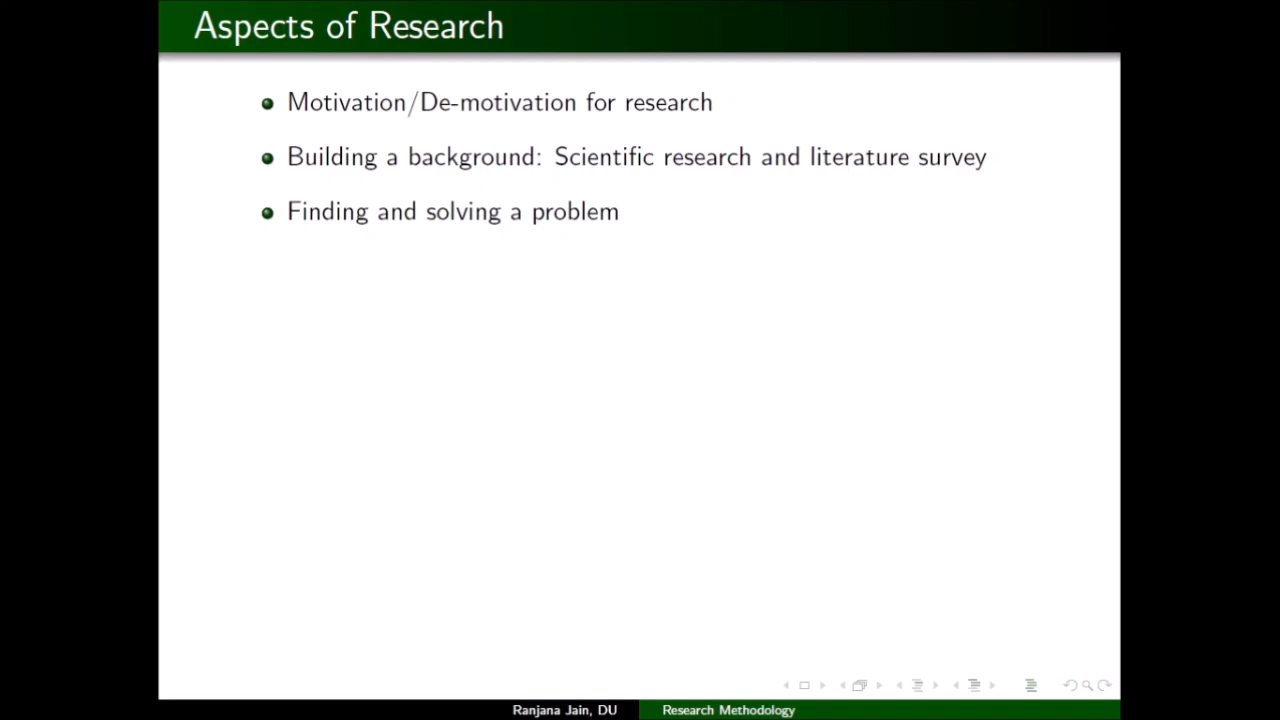 Aspects of Research
Motivation/De-motivation for research
Building a background: Scientific research and literature survey
Finding and solving a problem
Ranjana Jain, DU
Research Methodology